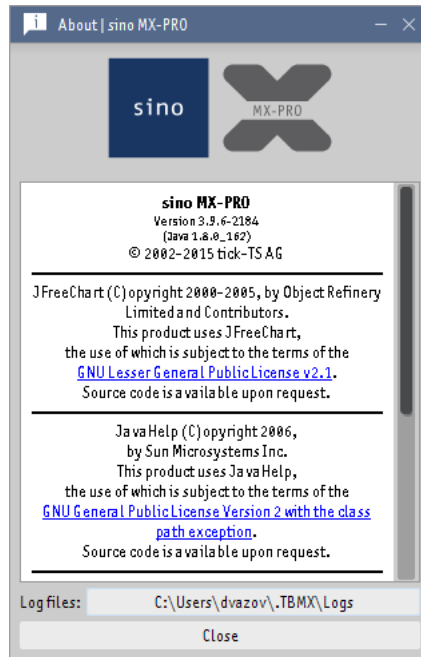 About | sino MX-PRO
sino
MX-PRO
sino MX-PRO
Version 3.9.6-2184
(Java 1.8.0_162)
© 2002-2015 tick-TS AG
JFreeChart (C)opyright 2000-2005, by Object Refinery
Limited and Contributors.
This product uses JFreeChart,
the use of which is subject to the terms of the
GNU Lesser General Public License v2.1.
Source code is available upon request.
JavaHelp (C)opyright 2006,
by Sun Microsystems Inc.
This product uses JavaHelp,
the use of which is subject to the terms of the
GNU General Public License Version 2 with the class
path exception.
Source code is available upon request.
Log files: C:\Users\dvazov\.TBMX\Logs
Close